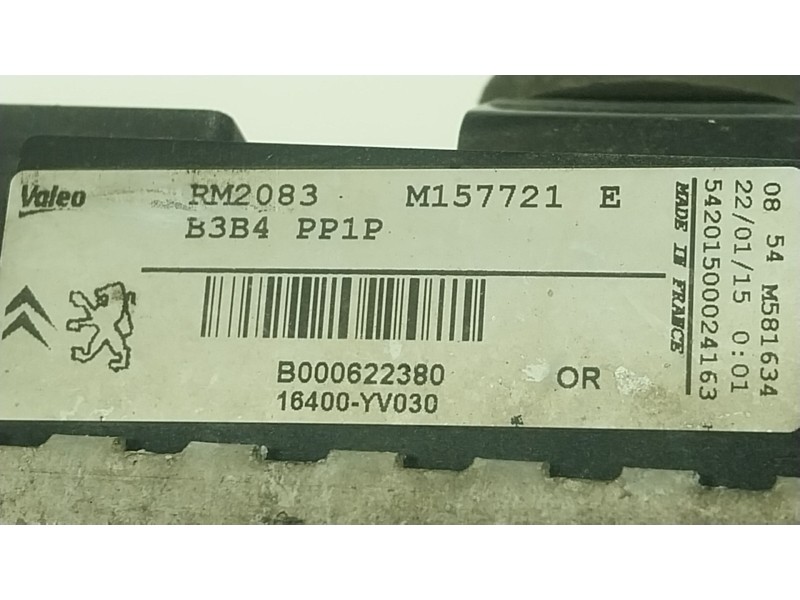 Valeo
RM2083 M157721 E
B3B4 PP1P
B000622380
16400-YV030
OR
MADE IN FRANCE
54201500024163
22/01/15 0:01
08 54 M581634